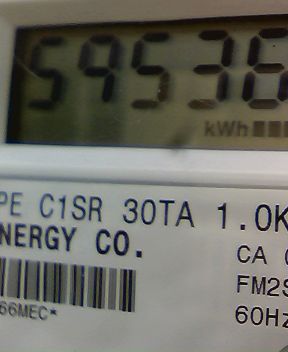 59536
kWh
PE C1SR 30TA 1.0K
NERGY CO.
CA
FM2S
60Hz
66MEC*